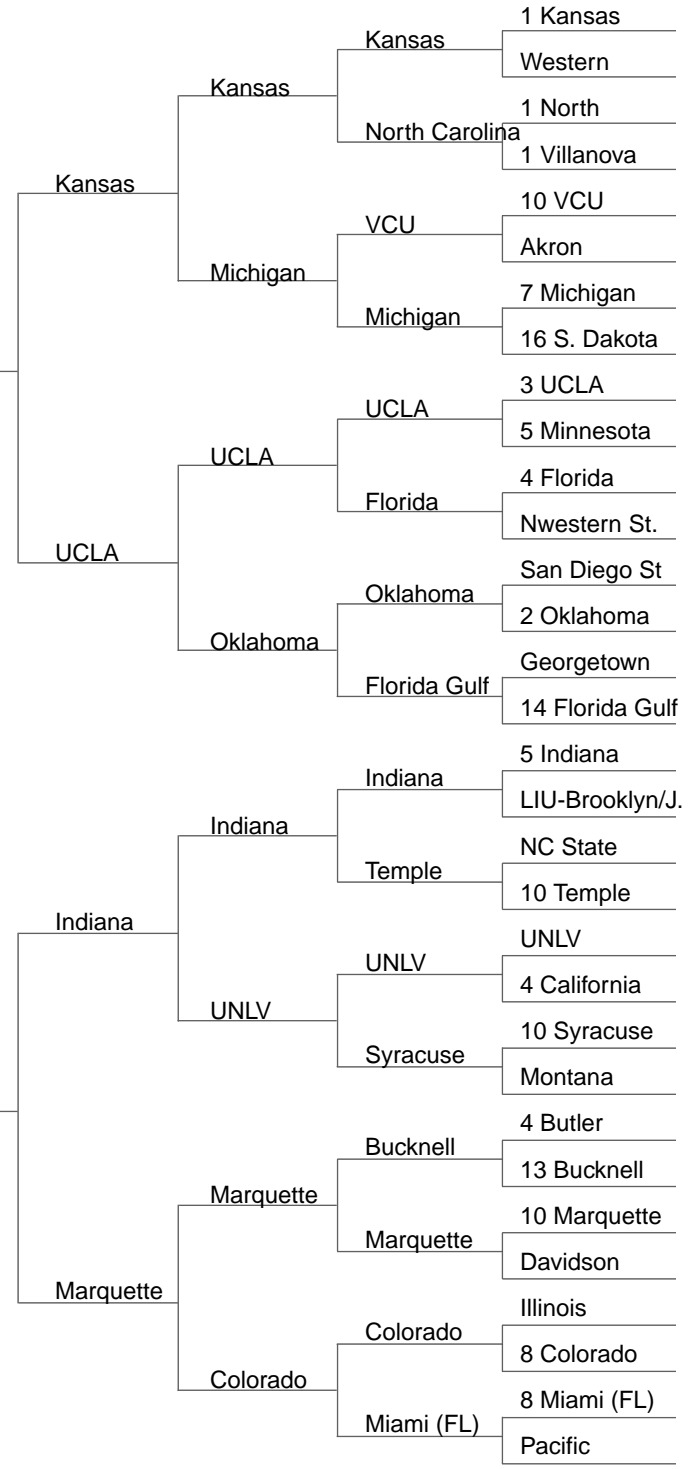 1 Kansas
Kansas
Western
Kansas
1 North
North Carolina
1 Villanova
Kansas
10 VCU
VCU
Akron
Michigan
7 Michigan
Michigan
16 S. Dakota
3 UCLA
UCLA
5 Minnesota
UCLA
4 Florida
Florida
Nwestern St.
UCLA
San Diego St
Oklahoma
2 Oklahoma
Oklahoma
Georgetown
Florida Gulf
14 Florida Gulf
5 Indiana
Indiana
LIU-Brooklyn/J.
Indiana
NC State
Temple
10 Temple
Indiana
UNLV
UNLV
4 California
UNLV
10 Syracuse
Syracuse
Montana
4 Butler
Bucknell
13 Bucknell
Marquette
10 Marquette
Marquette
Davidson
Marquette
Illinois
Colorado
8 Colorado
Colorado
8 Miami (FL)
Miami (FL)
Pacific